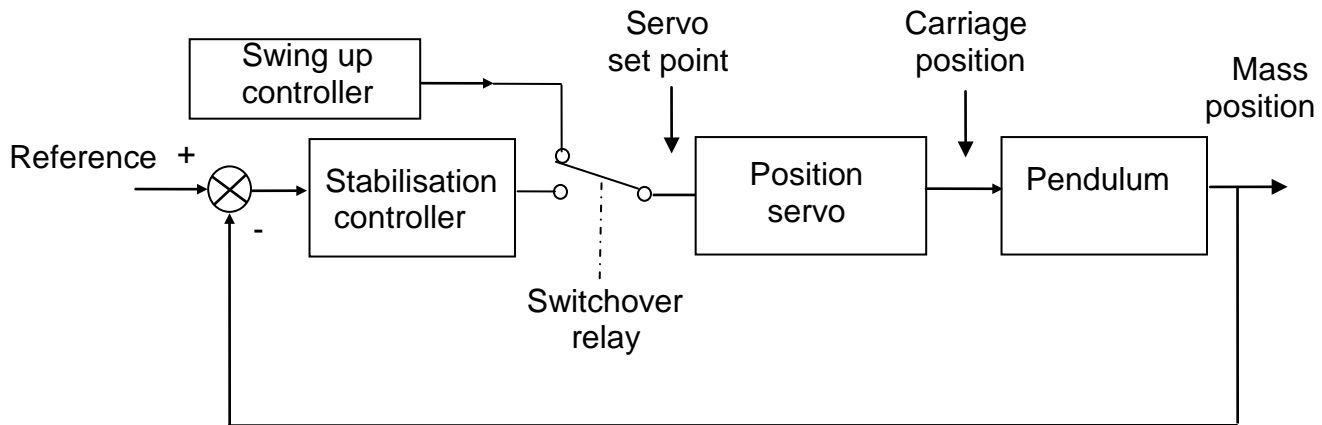 Swing up
controller
Servo
set point
Carriage
position
Mass
position
Reference
+
-
Stabilisation
controller
Position
servo
Pendulum
Switchover
relay